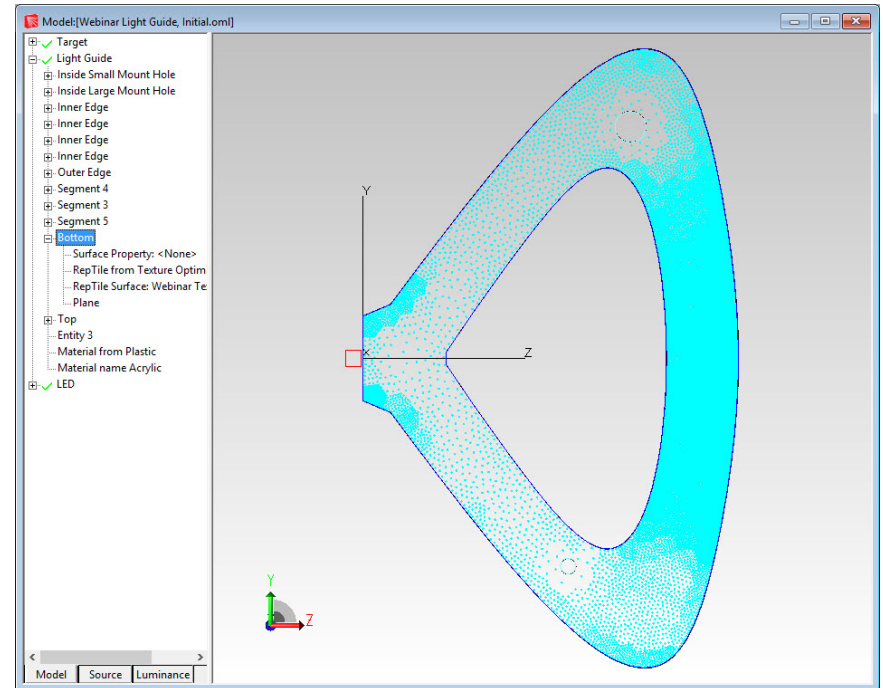 Model:[Webinar Light Guide, Initial.oml]
Target
Light Guide
Inside Small Mount Hole
Inside Large Mount Hole
Inner Edge
Inner Edge
Inner Edge
Inner Edge
Outer Edge
Segment 4
Segment 3
Segment 5
Bottom
Surface Property: <None>
RepTile from Texture Optim
RepTile Surface: Webinar Te
Plane
Top
Entity 3
Material from Plastic
Material name Acrylic
LED
Y
X
Z
Y
Z
Model Source Luminance